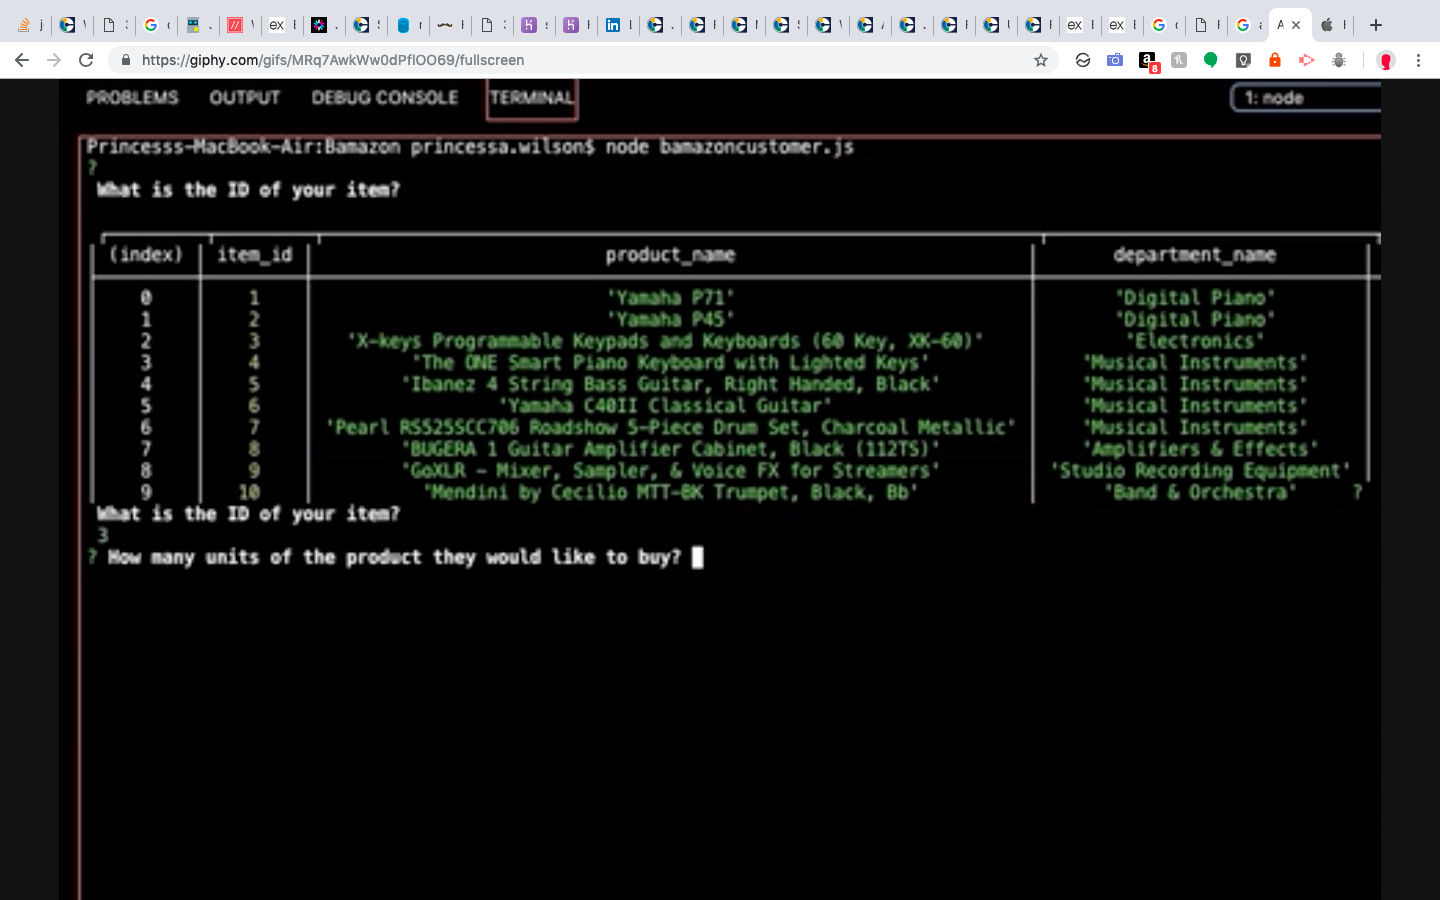 https://giphy.com/gifs/MRq7AwkWw0dPflOO69/fullscreen
8
PROBLEMS OUTPUT DEBUG CONSOLE TERMINAL 1: node
Princesss-MacBook-Air:Bamazon princessa.wilson$ node bamazoncustomer.js
?
What is the ID of your item?
(index) item_id product_name department_name
0 1 'Yamaha P71' 'Digital Piano'
1 2 'Yamaha P45' 'Digital Piano'
2 3 'X-keys Programmable Keypads and Keyboards (60 Key, XK-60)' 'Electronics'
3 4 'The ONE Smart Piano Keyboard with Lighted Keys' 'Musical Instruments'
4 5 'Ibanez 4 String Bass Guitar, Right Handed, Black' 'Musical Instruments'
5 6 'Yamaha C40II Classical Guitar' 'Musical Instruments'
6 7 'Pearl RS525SCC706 Roadshow 5-Piece Drum Set, Charcoal Metallic' 'Musical Instruments'
7 8 'BUGERA 1 Guitar Amplifier Cabinet, Black (112TS)' 'Amplifiers & Effects'
8 9 'GoXLR - Mixer, Sampler, & Voice FX for Streamers' 'Studio Recording Equipment'
9 10 'Mendini by Cecilio MTT-BK Trumpet, Black, Bb' 'Band & Orchestra' ?
What is the ID of your item?
3
? How many units of the product they would like to buy?